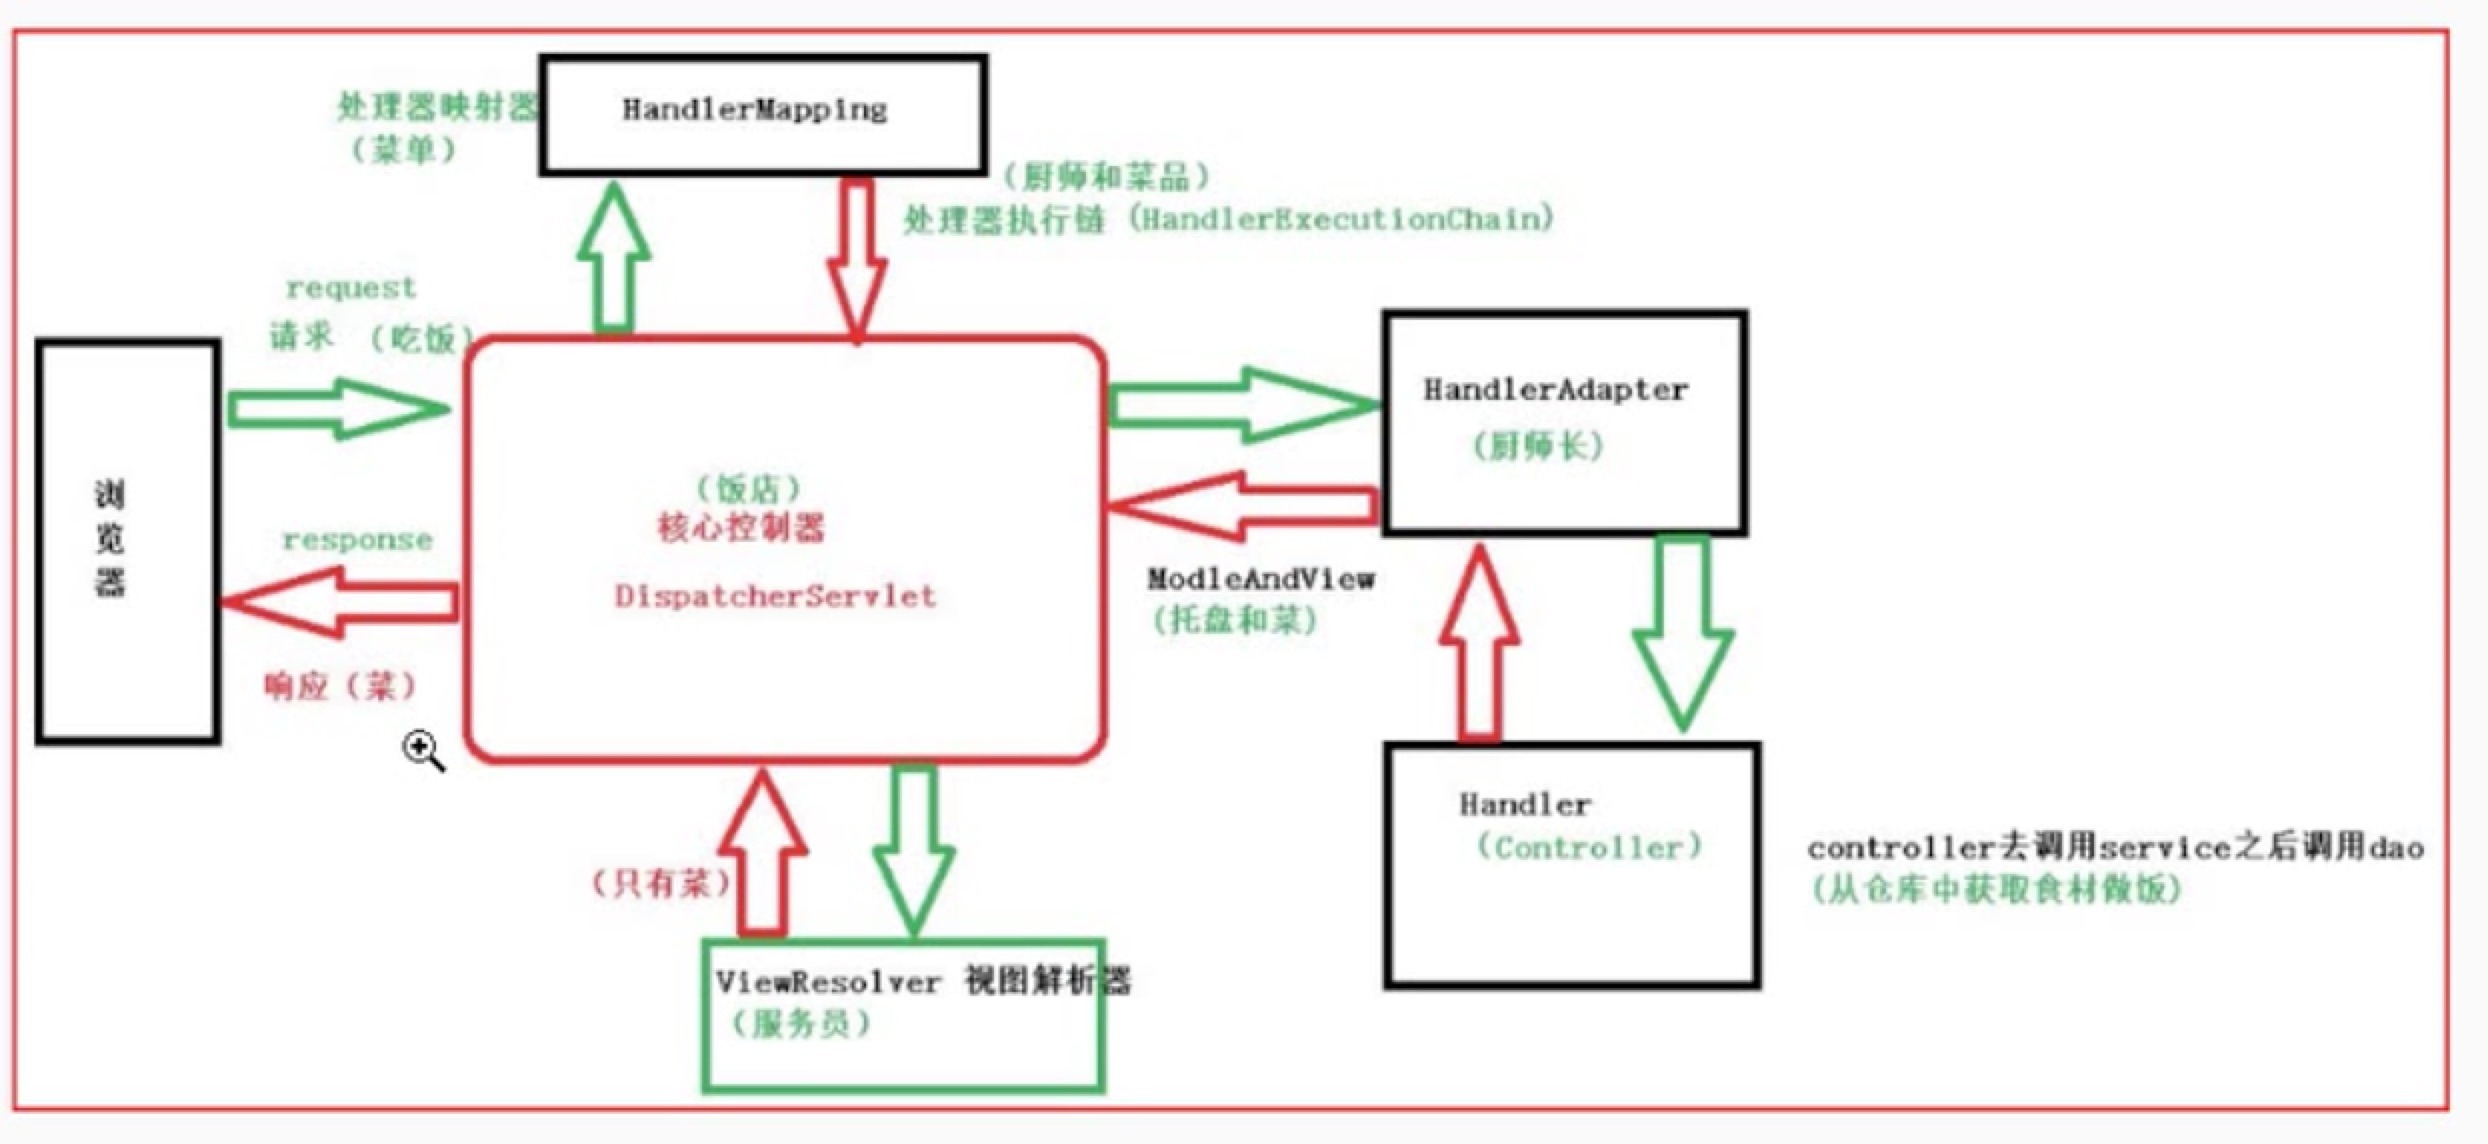 HandlerMapping
处理器映射器
（菜单）
（厨师和菜品）
处理器执行链（HandlerExecutionChain）
request
请求 （吃饭）
HandlerAdapter
（厨师长）
浏
览
器
（饭店）
核心控制器
DispatcherServlet
response
响应（菜）
ModleAndView
（托盘和菜）
Handler
（Controller）
controller去调用service之后调用dao
（从仓库中获取食材做饭）
（只有菜）
ViewResolver 视图解析器
（服务员）